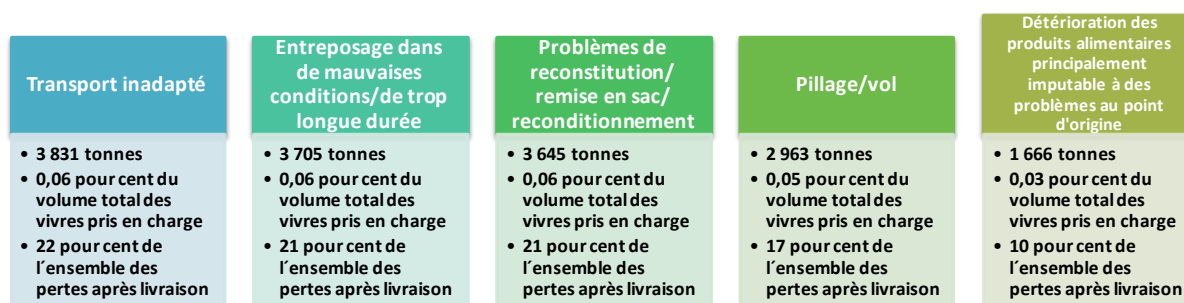 Transport inadapté
• 3 831 tonnes
• 0,06 pour cent du
volume total des
vivres pris en charge
• 22 pour cent de
l´ensemble des
pertes après livraison
Entreposage dans
de mauvaises
conditions/de trop
longue durée
• 3 705 tonnes
• 0,06 pour cent du
volume total des
vivres pris en charge
• 21 pour cent de
l´ensemble des
pertes après livraison
Problèmes de
reconstitution/
remise en sac/
reconditionnement
• 3 645 tonnes
• 0,06 pour cent du
volume total des
vivres pris en charge
• 21 pour cent de
l´ensemble des
pertes après livraison
Pillage/vol
• 2 963 tonnes
• 0,05 pour cent du
volume total des
vivres pris en charge
• 17 pour cent de
l´ensemble des
pertes après livraison
Détérioration des
produits alimentaires
principalement
imputable à des
problèmes au point
d'origine
• 1 666 tonnes
• 0,03 pour cent du
volume total des
vivres pris en charge
• 10 pour cent de
l´ensemble des
pertes après livraison